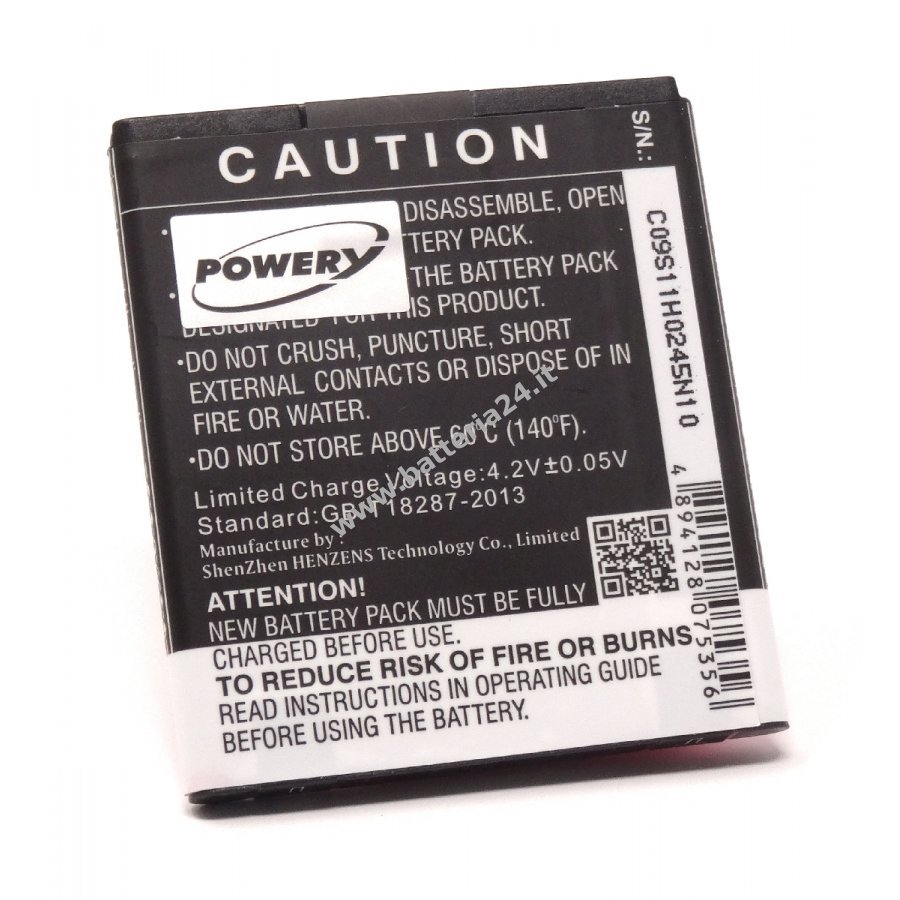 CAUTION
DISASSEMBLE, OPEN
POWERY
PACK.
THE BATTERY PACK
DESIGNATED FOR THIS PRODUCT.
•DO NOT CRUSH, PUNCTURE, SHORT
EXTERNAL CONTACTS OR DISPOSE OF IN
FIRE OR WATER.
•DO NOT STORE ABOVE 60°C (140°F).
Limited Charge Voltage:4.2V±0.05V
Standard:GB/T 18287-2013
Manufacture by :
ShenZhen HENZENS Technology Co., Limited
ATTENTION!
NEW BATTERY PACK MUST BE FULLY
CHARGED BEFORE USE.
TO REDUCE RISK OF FIRE OR BURNS
READ INSTRUCTIONS IN OPERATING GUIDE
BEFORE USING THE BATTERY.
S/N.:
C09S11H0245N10
4 894128 075356
www.batteria24.it